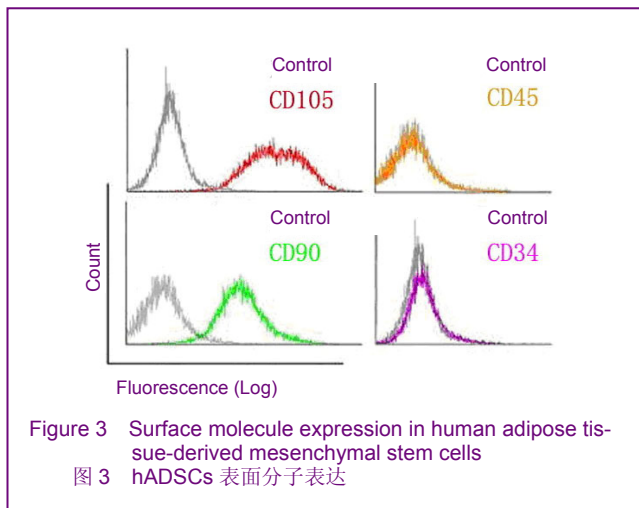 Control
CD105
Control
CD45
Control
CD90
Control
CD34
Count
Fluorescence (Log)
Figure 3 Surface molecule expression in human adipose tis-
sue-derived mesenchymal stem cells
图 3 hADSCs 表面分子表达